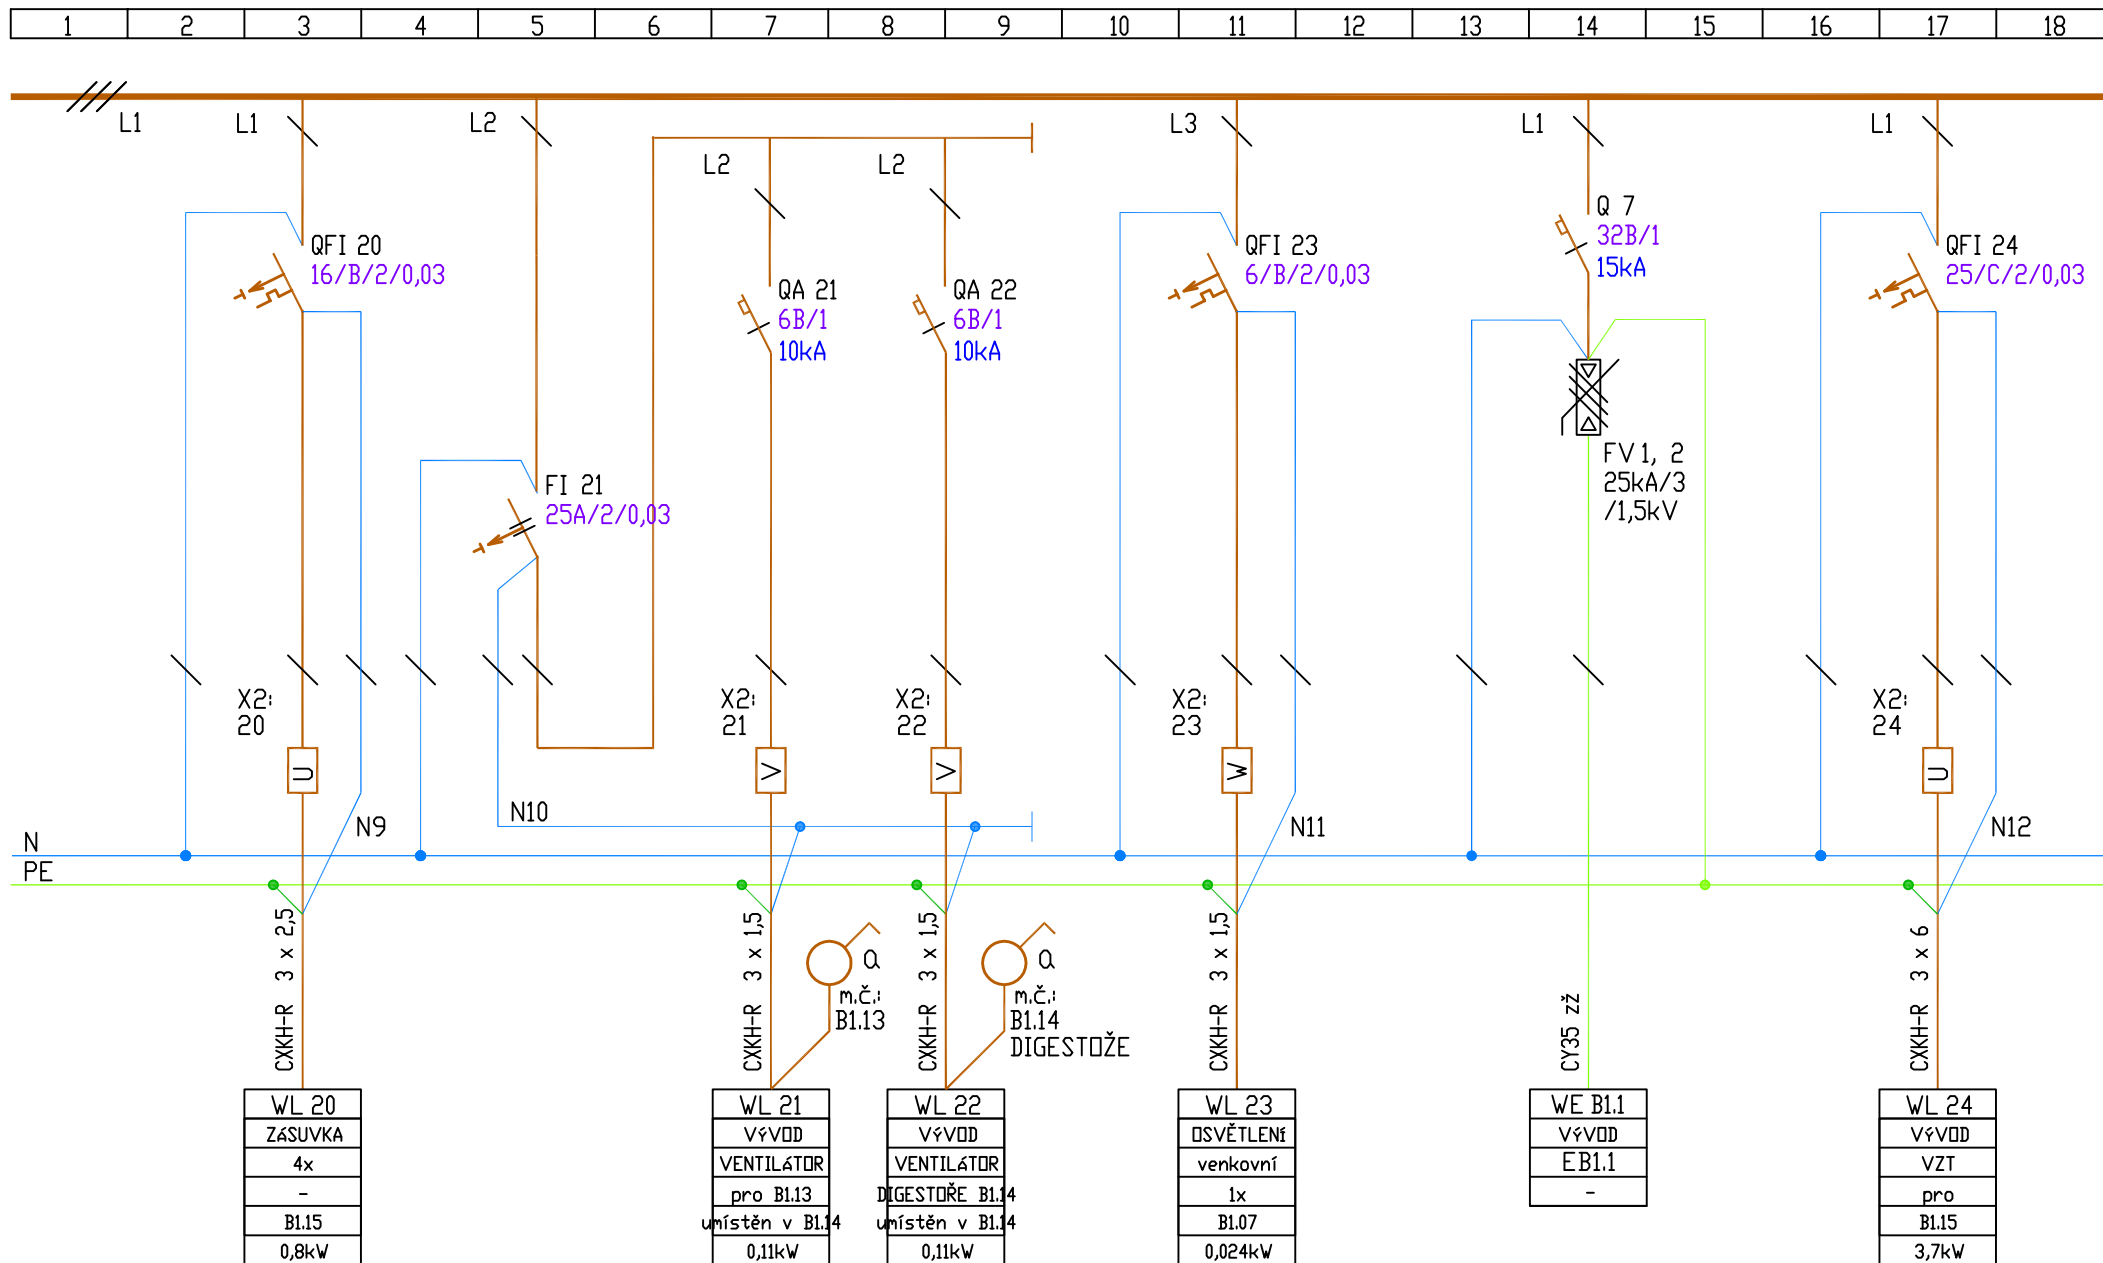 1 2 3 4 5 6 7 8 9 10 11 12 13 14 15 16 17 18
L1 L1 L2 L3 L1 L1
L2 L2
QFI 20
16/B/2/0,03
QA 21
6B/1
10kA
QA 22
6B/1
10kA
QFI 23
6/B/2/0,03
Q 7
32B/1
15kA
QFI 24
25/C/2/0,03
FI 21
25A/2/0,03
FV1, 2
25kA/3
/1,5kV
X2:
20
X2:
21
X2:
22
X2:
23
X2:
24
U V V W U
N9 N10 N11 N12
N
PE
CXKH-R 3 x 2,5
CXKH-R 3 x 1,5
CXKH-R 3 x 1,5
CXKH-R 3 x 1,5
CY35 zž
CXKH-R 3 x 6
a
m.č.:
B1.13
a
m.č.:
B1.14
DIGESTOŽE
WL 20
ZáSUVKA
4x
-
B1.15
0,8kW
WL 21
VýVOD
VENTILáTOR
pro B1.13
umístěn v B1.14
0,11kW
WL 22
VýVOD
VENTILáTOR
DIGESTOŘE B1.14
umístěn v B1.14
0,11kW
WL 23
OSVĚTLENí
venkovní
1x
B1.07
0,024kW
WE B1.1
VýVOD
EB1.1
-
WL 24
VýVOD
VZT
pro
B1.15
3,7kW